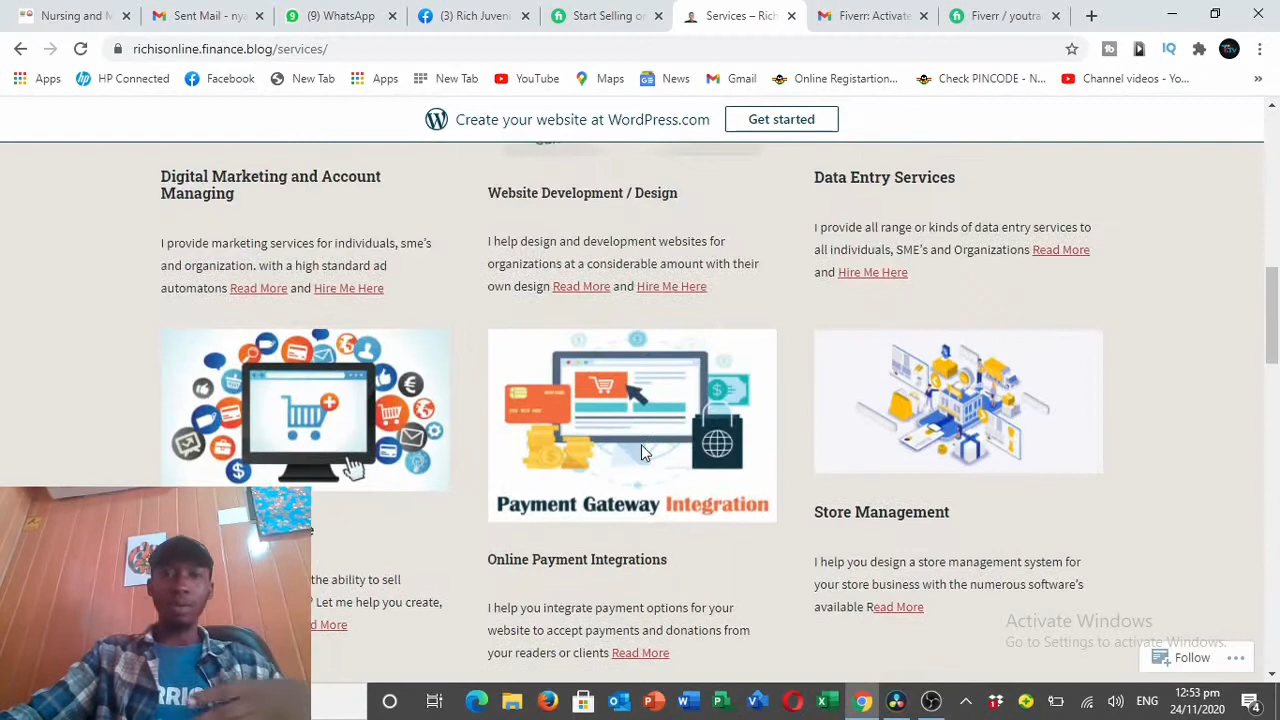 Nursing and M
Sent Mail - nya
(9) WhatsApp
(3) Rich Juveni
Start Selling on
Services – Rich
Fiverr: Activate
Fiverr / youtra
richisonline.finance.blog/services/
Apps
HP Connected
Facebook
New Tab
Apps
New Tab
YouTube
Maps
News
Gmail
Online Registartion...
Check PINCODE - N...
Channel videos - Yo...
Create your website at WordPress.com
Get started
Digital Marketing and Account
Managing
I provide marketing services for individuals, sme’s
and organization. with a high standard ad
automatons Read More and Hire Me Here
Website Development / Design
I help design and development websites for
organizations at a considerable amount with their
own design Read More and Hire Me Here
Data Entry Services
I provide all range or kinds of data entry services to
all individuals, SME’s and Organizations Read More
and Hire Me Here
the ability to sell
? Let me help you create,
d More
Payment Gateway Integration
Online Payment Integrations
I help you integrate payment options for your
website to accept payments and donations from
your readers or clients Read More
Store Management
I help you design a store management system for
your store business with the numerous software’s
available Read More
Activate Windows
Go to Settings to activate Windows.
Follow
ENG
12:53 pm
24/11/2020